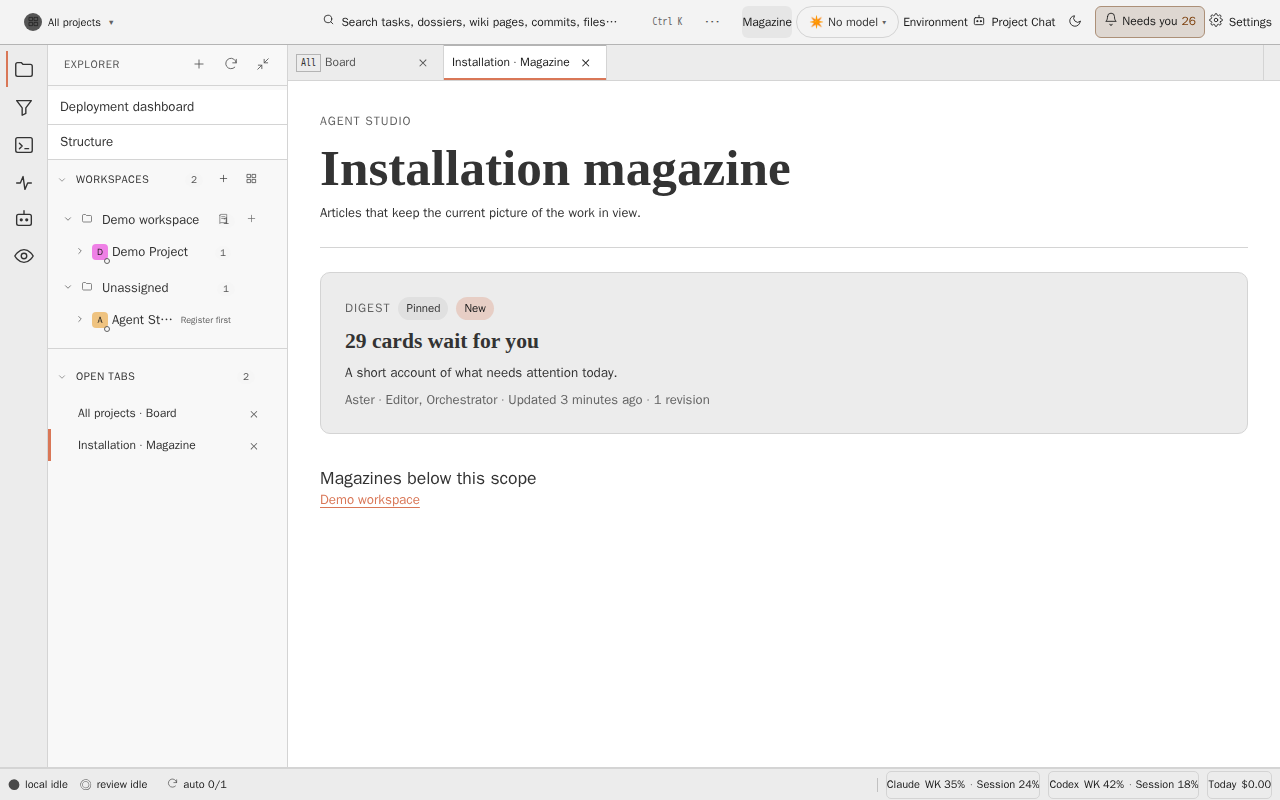 All projects
Search tasks, dossiers, wiki pages, commits, files···
Ctrl K
Magazine
No model
Environment
Project Chat
Needs you 26
Settings
EXPLORER
All Board
Installation · Magazine
Deployment dashboard
Structure
WORKSPACES 2
Demo workspace 1
D Demo Project 1
Unassigned 1
A Agent St··· Register first
OPEN TABS 2
All projects · Board
Installation · Magazine
AGENT STUDIO
Installation magazine
Articles that keep the current picture of the work in view.
DIGEST Pinned New
29 cards wait for you
A short account of what needs attention today.
Aster · Editor, Orchestrator · Updated 3 minutes ago · 1 revision
Magazines below this scope
Demo workspace
local idle
review idle
auto 0/1
Claude WK 35% · Session 24%
Codex WK 42% · Session 18%
Today $0.00